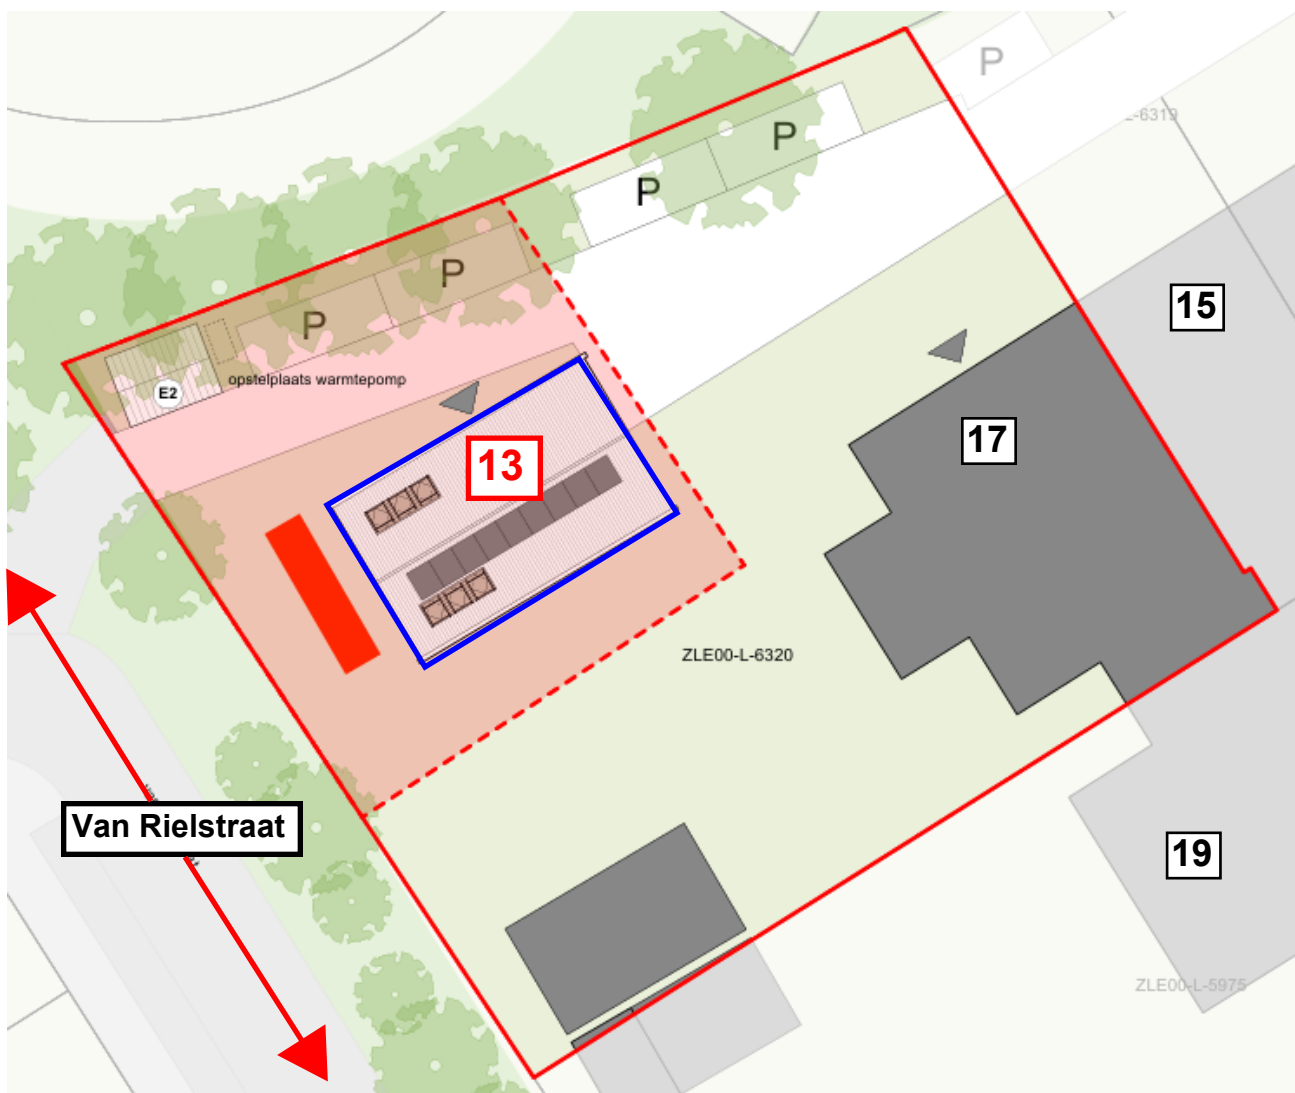 P
L-6319
P
P
15
P
P
E2
opstelplaats warmtepomp
13
17
ZLE00-L-6320
Van Rielstraat
19
ZLE00-L-5975